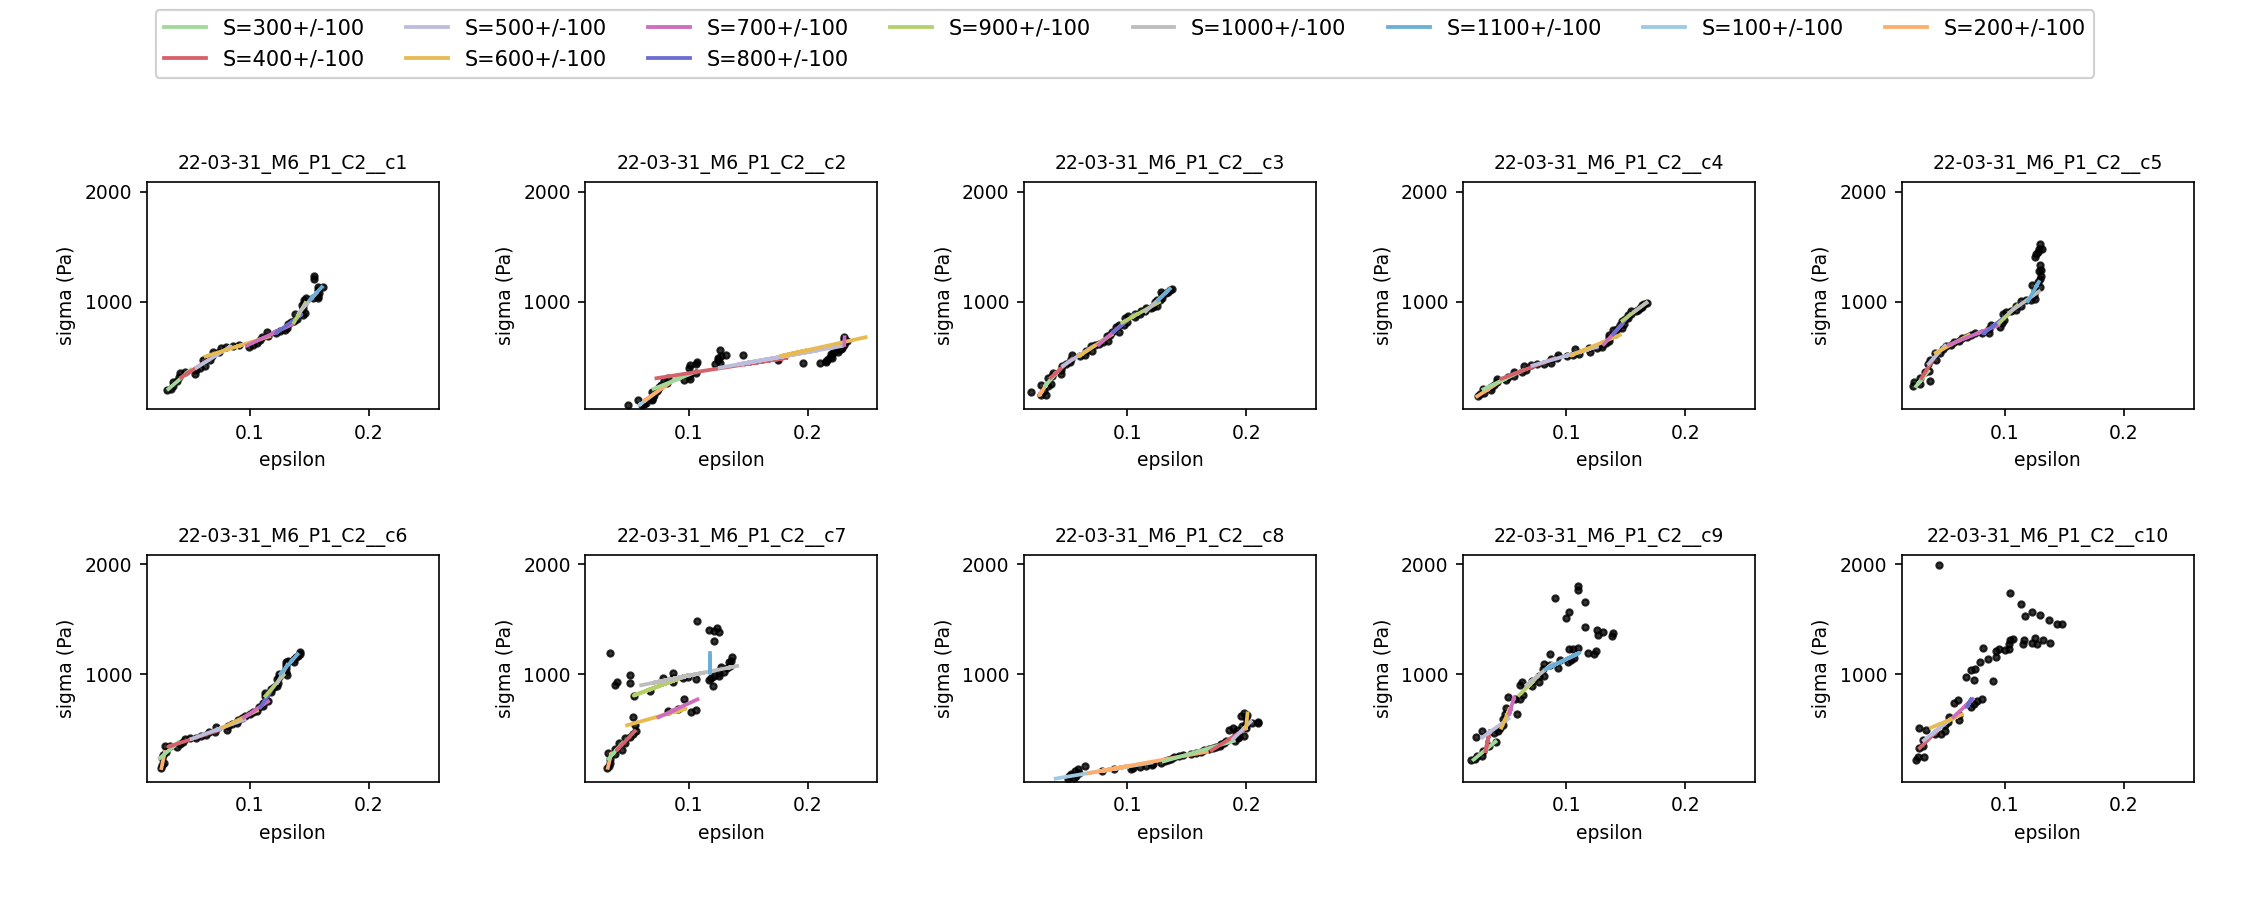 S=300+/-100 S=500+/-100 S=700+/-100 S=900+/-100 S=1000+/-100 S=1100+/-100 S=100+/-100 S=200+/-100
S=400+/-100 S=600+/-100 S=800+/-100
22-03-31_M6_P1_C2__c1
2000
1000
sigma (Pa)
0.1 0.2
epsilon
22-03-31_M6_P1_C2__c2
2000
1000
sigma (Pa)
0.1 0.2
epsilon
22-03-31_M6_P1_C2__c3
2000
1000
sigma (Pa)
0.1 0.2
epsilon
22-03-31_M6_P1_C2__c4
2000
1000
sigma (Pa)
0.1 0.2
epsilon
22-03-31_M6_P1_C2__c5
2000
1000
sigma (Pa)
0.1 0.2
epsilon
22-03-31_M6_P1_C2__c6
2000
1000
sigma (Pa)
0.1 0.2
epsilon
22-03-31_M6_P1_C2__c7
2000
1000
sigma (Pa)
0.1 0.2
epsilon
22-03-31_M6_P1_C2__c8
2000
1000
sigma (Pa)
0.1 0.2
epsilon
22-03-31_M6_P1_C2__c9
2000
1000
sigma (Pa)
0.1 0.2
epsilon
22-03-31_M6_P1_C2__c10
2000
1000
sigma (Pa)
0.1 0.2
epsilon